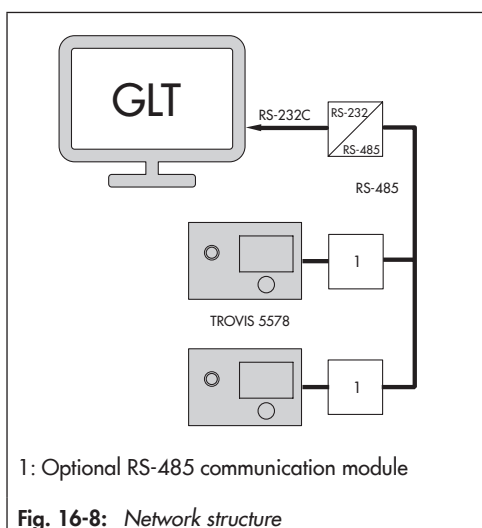 GLT
RS-232C
RS-232
RS-485
RS-485
1
TROVIS 5578
1
1: Optional RS-485 communication module
Fig. 16-8: Network structure